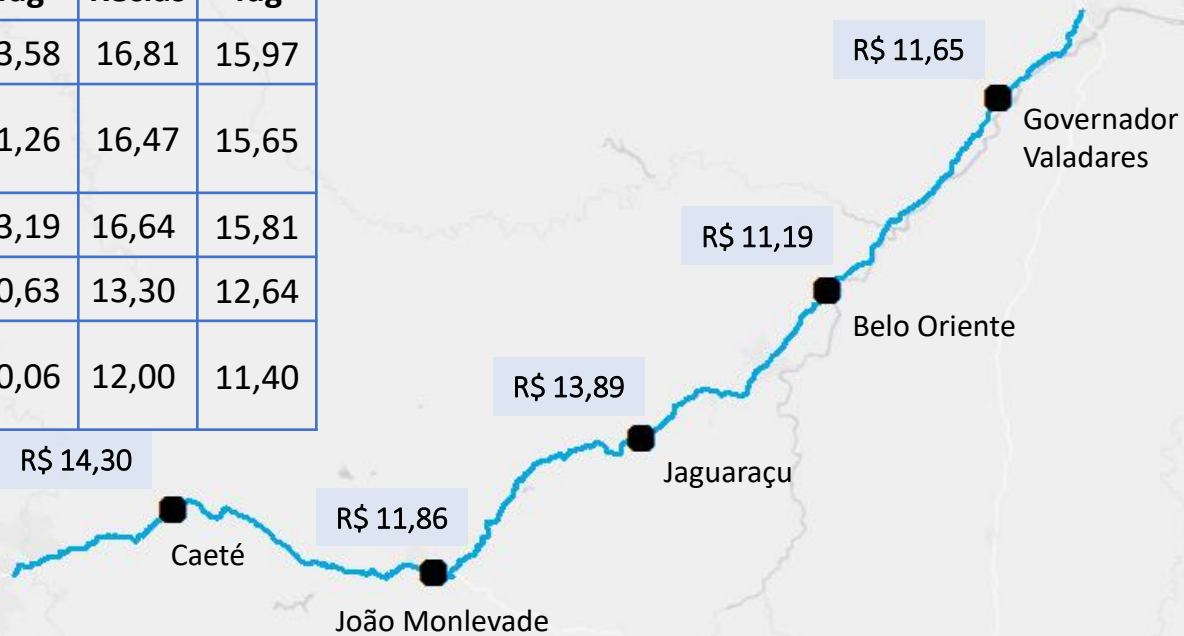 16,81 15,97
16,47 15,65
16,64 15,81
13,30 12,64
12,00 11,40
R$ 11,65
Governador
Valadares
R$ 11,19
Belo Oriente
R$ 13,89
Jaguaraçu
R$ 14,30
Caeté
R$ 11,86
João Monlevade